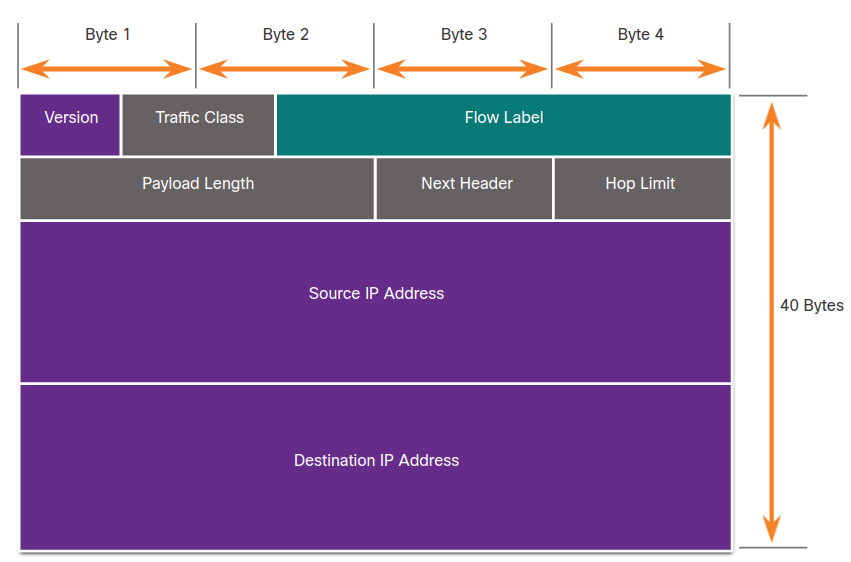 Byte 1
Byte 2
Byte 3
Byte 4
Version
Traffic Class
Flow Label
Payload Length
Next Header
Hop Limit
Source IP Address
40 Bytes
Destination IP Address